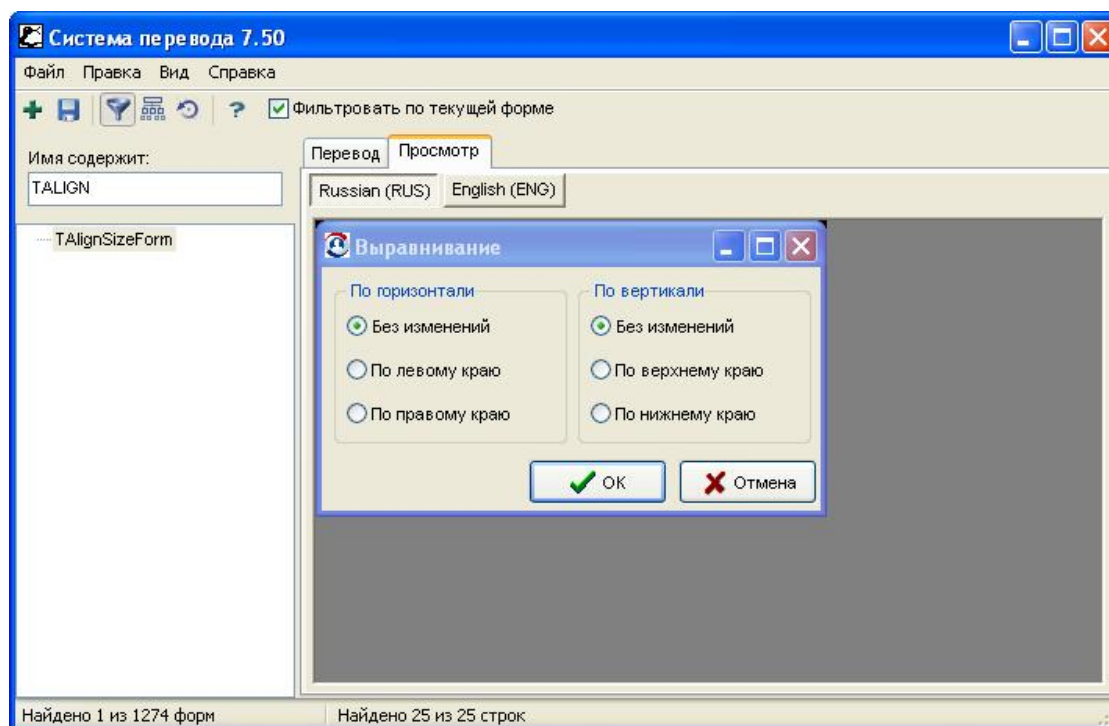 Система перевода 7.50
Файл Правка Вид Справка
? Фильтровать по текущей форме
Имя содержит:
TALIGN
TAlignSizeForm
Перевод Просмотр
Russian (RUS) English (ENG)
Выравнивание
По горизонтали
Без изменений
По левому краю
По правому краю
По вертикали
Без изменений
По верхнему краю
По нижнему краю
OK Отмена
Найдено 1 из 1274 форм Найдено 25 из 25 строк